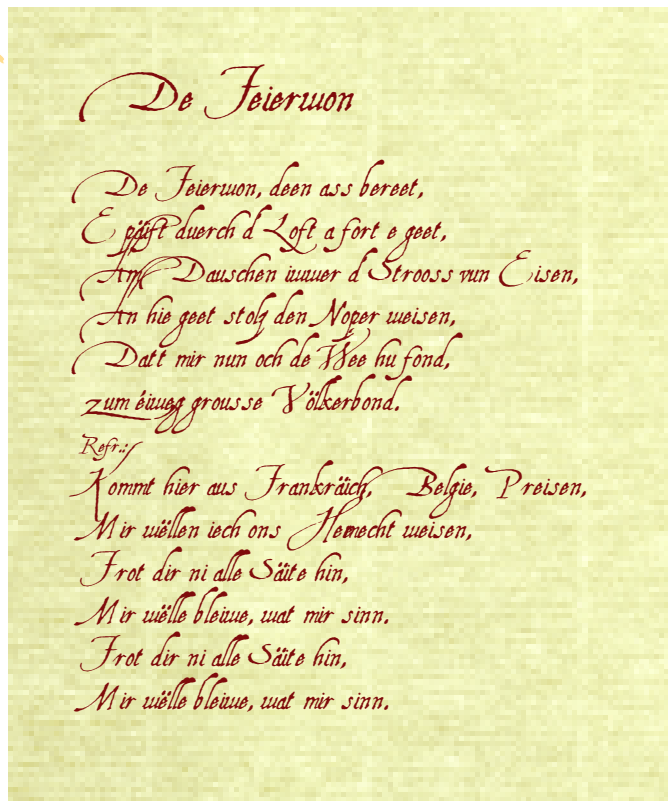 De Feierwon
De Feierwon, deen ass bereet,
E päift duerch d Loft a fort e geet,
Am Dauschen iwwer d Strooss vun Eisen,
An hie geet stolz den Noper weisen,
Datt mir nun och de Wee hu fond,
zum éiweg grousse Völkerbond.
Refr.:/
Kommt hier aus Frankräich, Belgie, Preisen,
Mir wëllen iech ons Hemecht weisen,
Frot dir ni alle Säite hin,
Mir wëlle bleiwe, wat mir sinn.
Frot dir ni alle Säite hin,
Mir wëlle bleiwe, wat mir sinn.